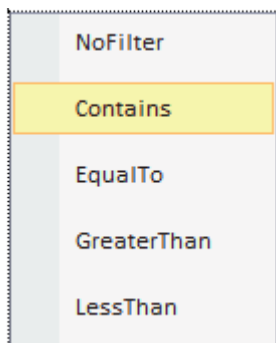 NoFilter
Contains
EqualTo
GreaterThan
LessThan